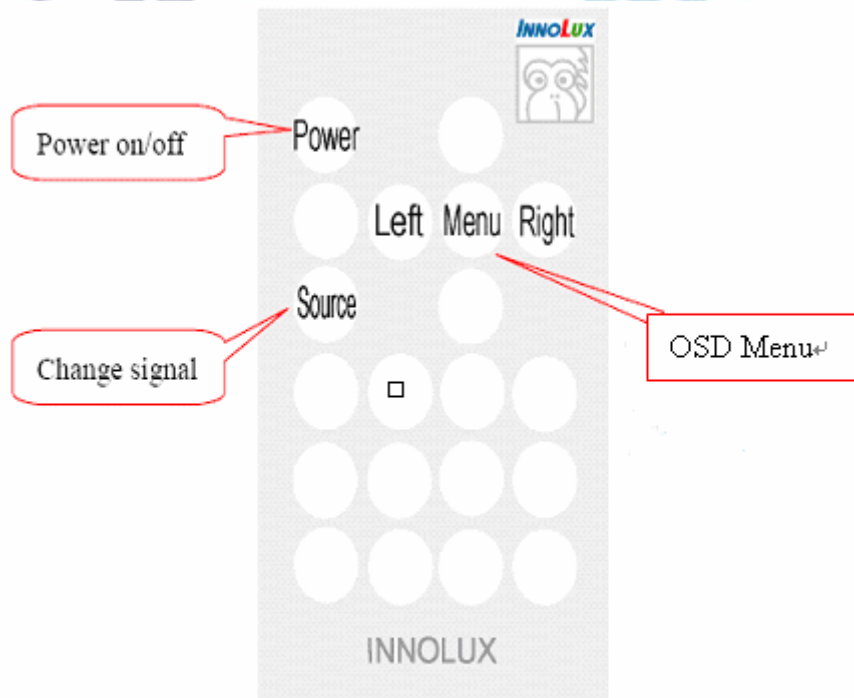 INNOLUX
Power on/off
Power
Left Menu Right
Source
OSD Menu↵
Change signal
INNOLUX